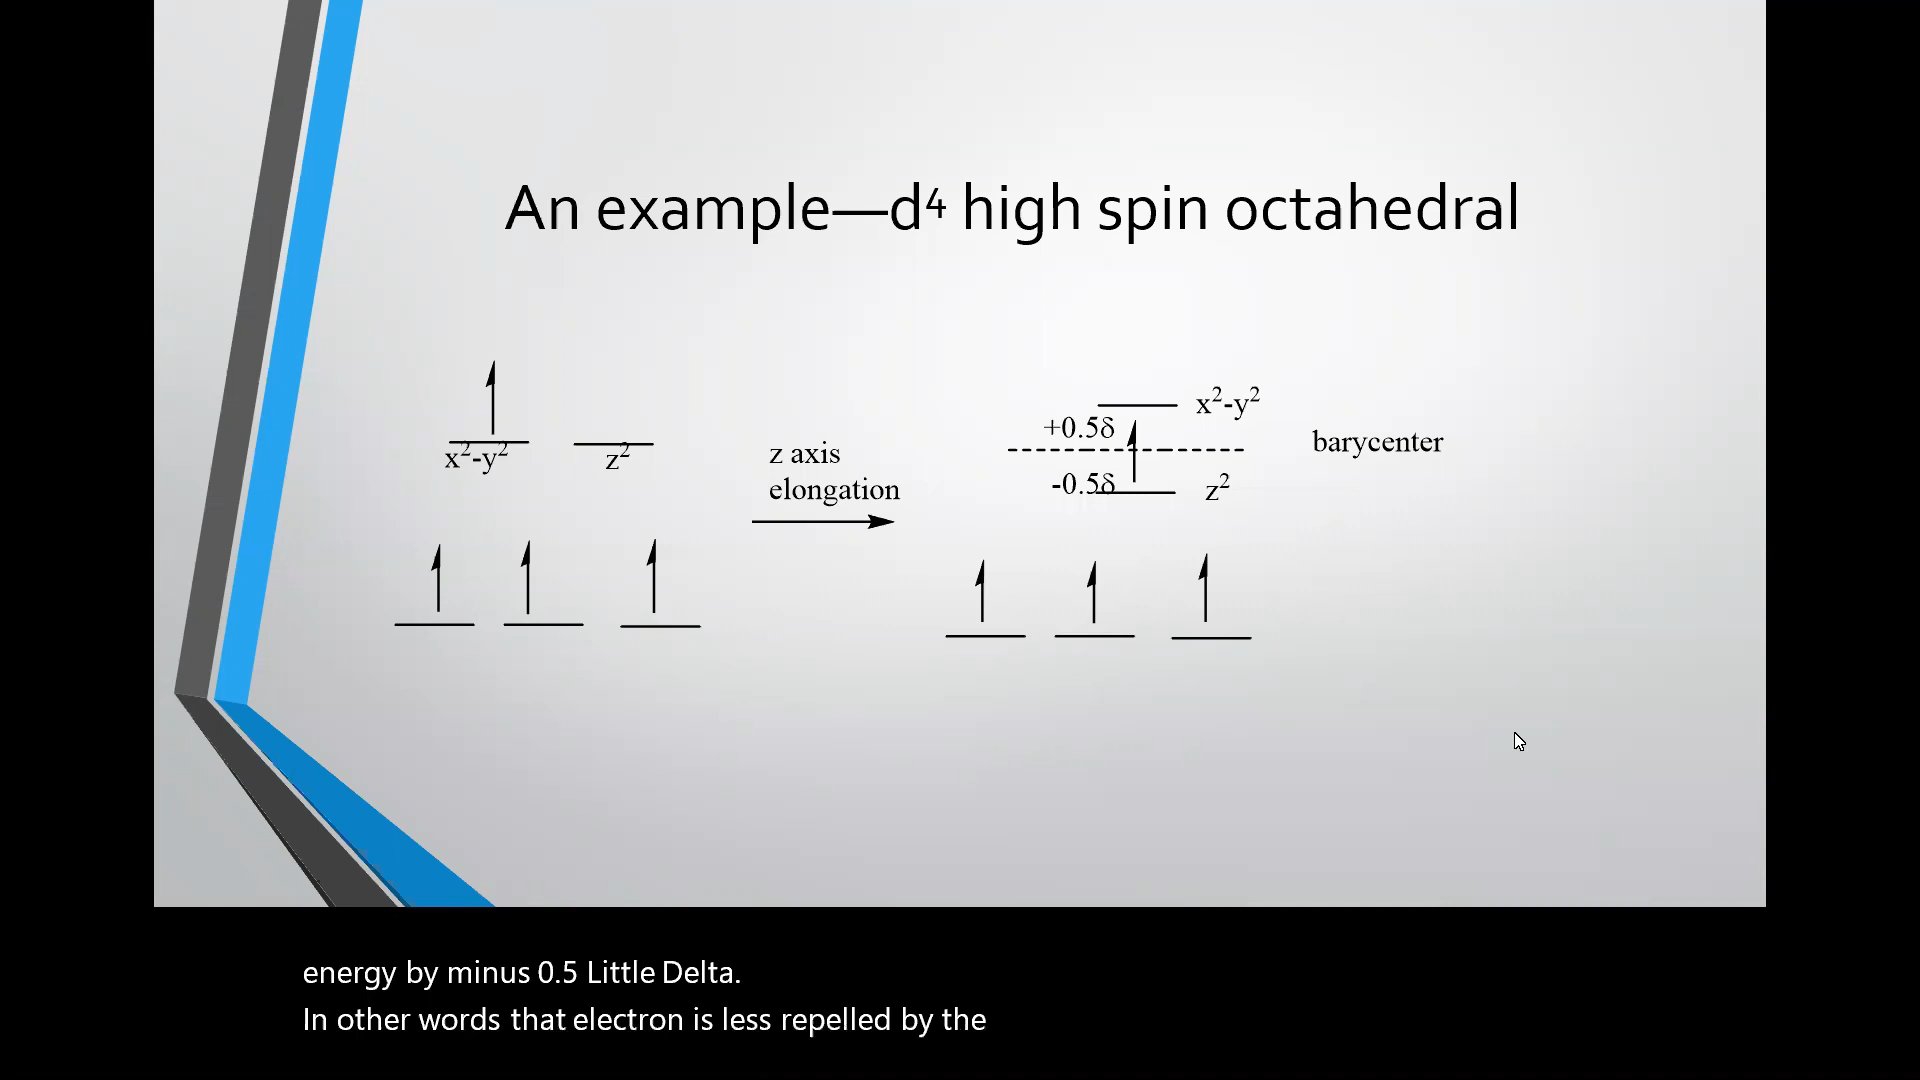 An example—d⁴ high spin octahedral
x²-y²
z²
z axis
elongation
x²-y²
+0.5δ
barycenter
-0.5δ
z²
energy by minus 0.5 Little Delta.
In other words that electron is less repelled by the